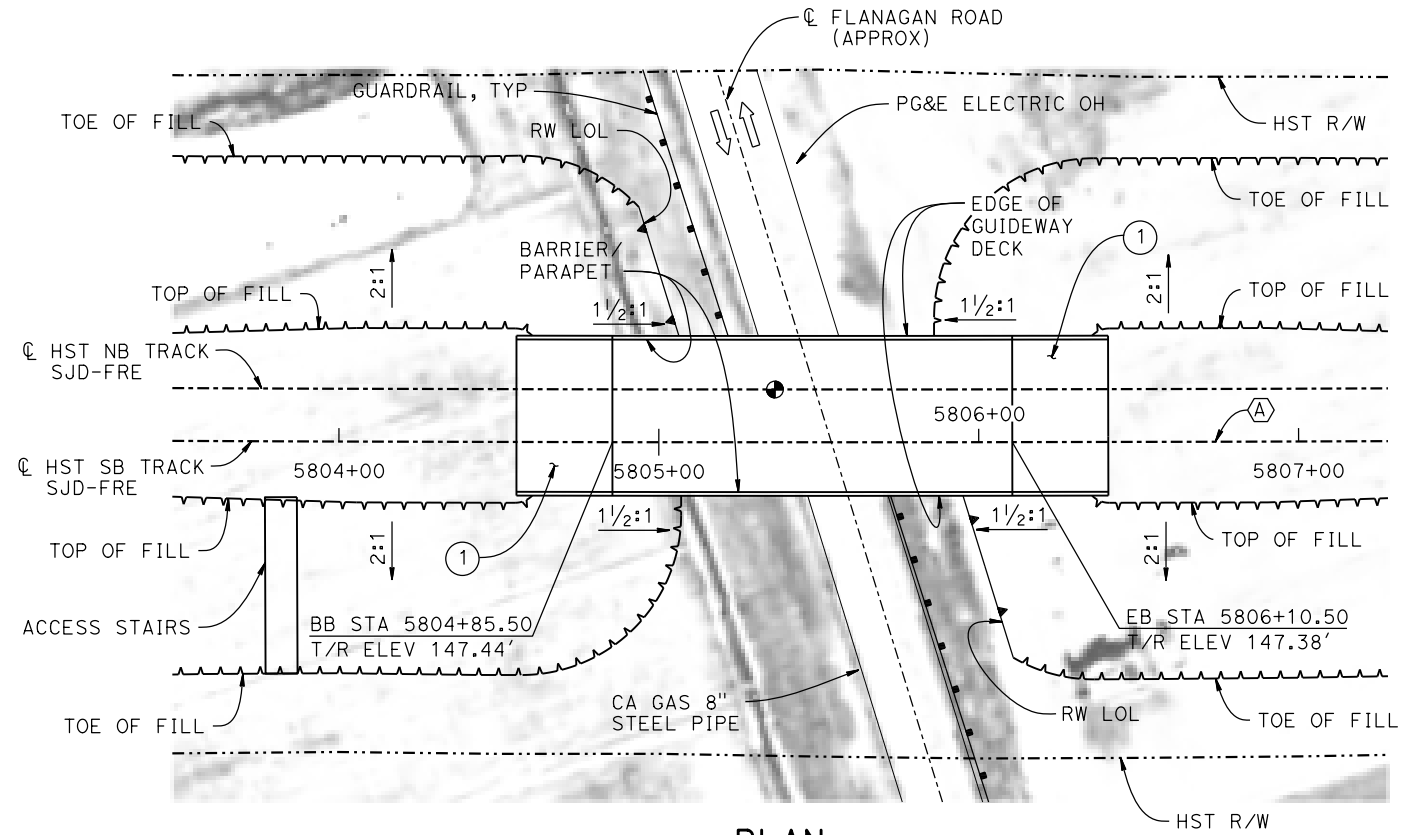 ℄ FLANAGAN ROAD
(APPROX)
GUARDRAIL, TYP
PG&E ELECTRIC OH
TOE OF FILL
RW LOL
HST R/W
EDGE OF
GUIDEWAY
DECK
TOE OF FILL
BARRIER/
PARAPET
1
2:1
2:1
TOP OF FILL
TOP OF FILL
1½:1
1½:1
℄ HST NB TRACK
SJD-FRE
5806+00
A
℄ HST SB TRACK
SJD-FRE
5804+00
5805+00
5807+00
1½:1
1½:1
TOP OF FILL
2:1
1
2:1
TOP OF FILL
ACCESS STAIRS
BB STA 5804+85.50
T/R ELEV 147.44'
EB STA 5806+10.50
T/R ELEV 147.38'
CA GAS 8"
STEEL PIPE
RW LOL
TOE OF FILL
TOE OF FILL
HST R/W